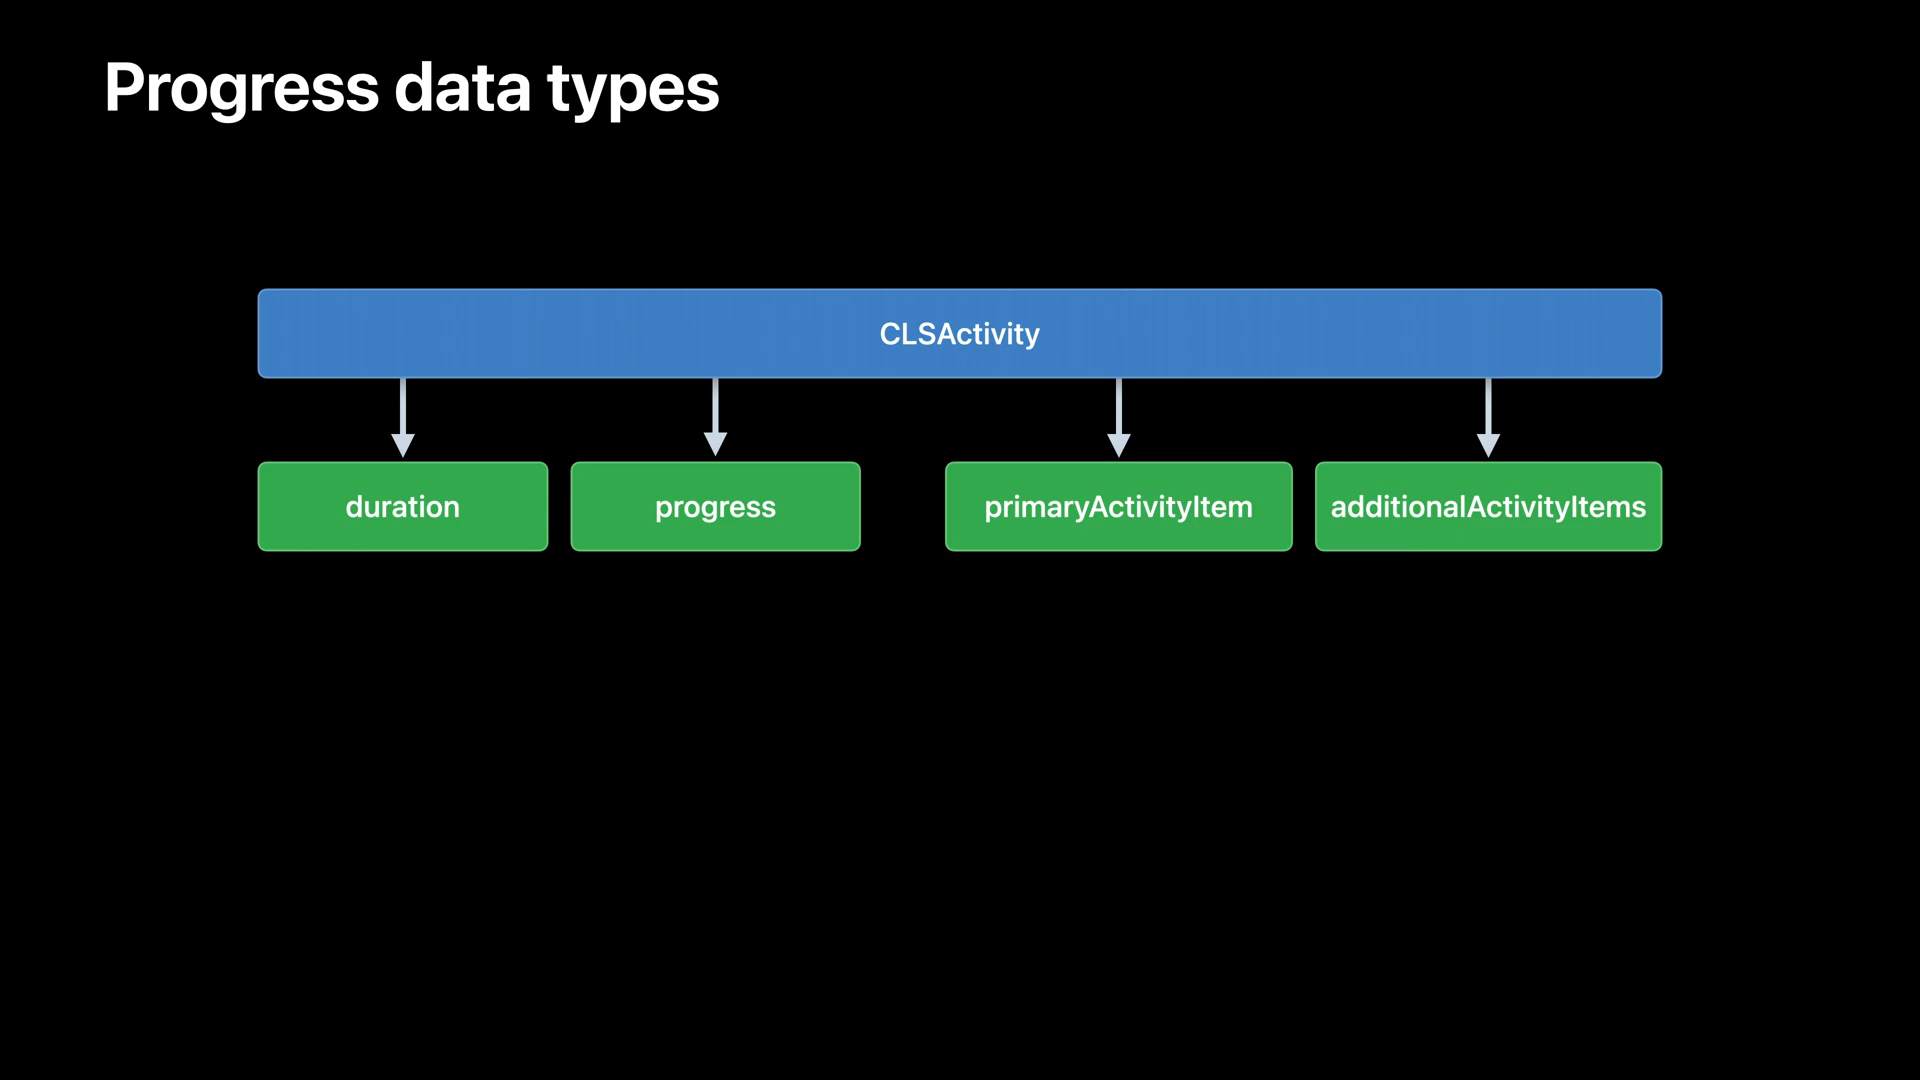 Progress data types
CLSActivity
duration
progress
primaryActivityItem
additionalActivityItems